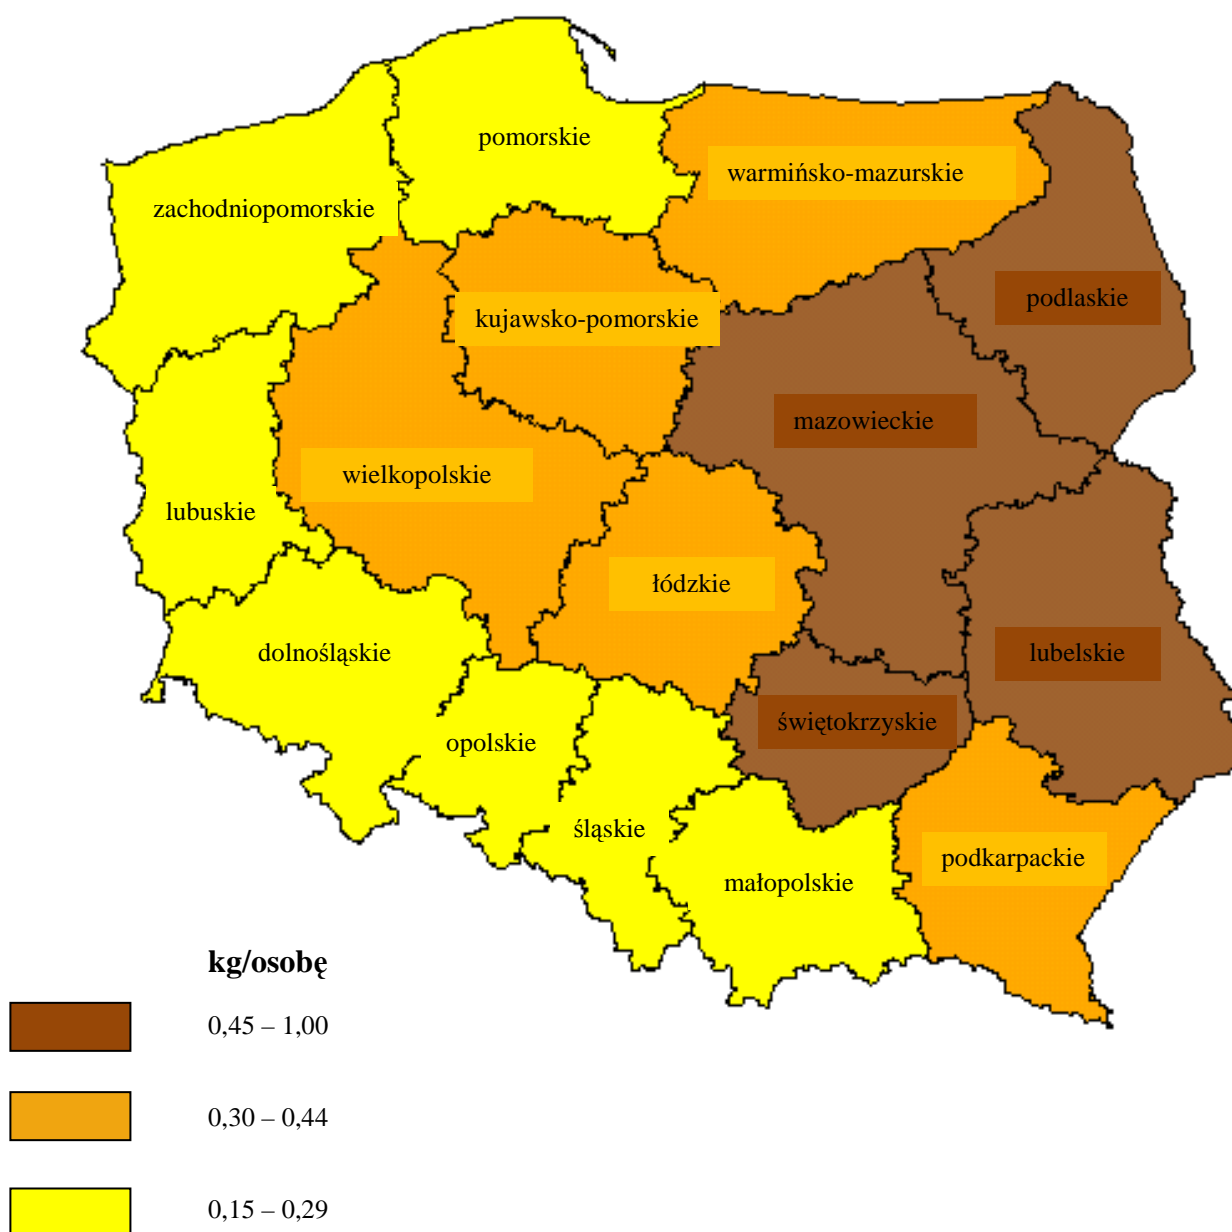 pomorskie
warmińsko-mazurskie
zachodniopomorskie
podlaskie
kujawsko-pomorskie
mazowieckie
wielkopolskie
lubuskie
łódzkie
dolnośląskie
lubelskie
świętokrzyskie
opolskie
śląskie
podkarpackie
małopolskie
kg/osobę
0,45 – 1,00
0,30 – 0,44
0,15 – 0,29